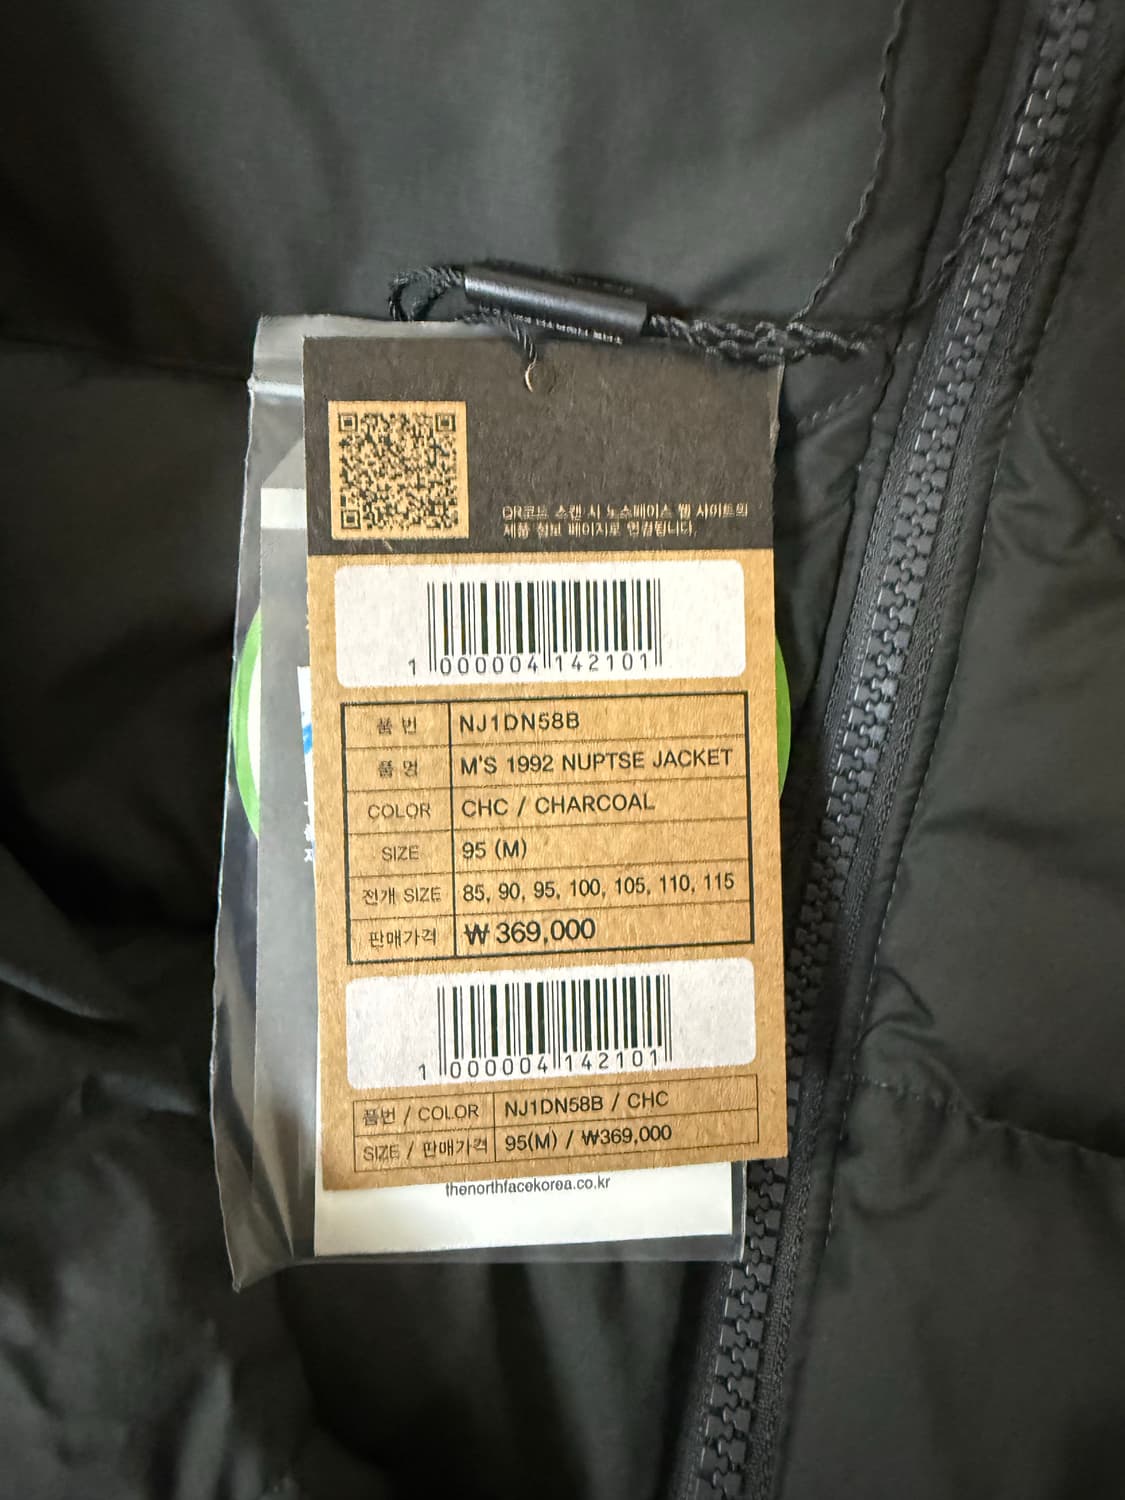 QR코드 스캔 시 노스페이스 웹 사이트의
제품 정보 페이지로 연결됩니다.
1 000004 142101
품 번 NJ1DN58B
품 명 M'S 1992 NUPTSE JACKET
COLOR CHC / CHARCOAL
SIZE 95 (M)
전개 SIZE 85, 90, 95, 100, 105, 110, 115
판매가격 ₩ 369,000
1 000004 142101
품번 / COLOR NJ1DN58B / CHC
SIZE / 판매가격 95(M) / ₩369,000
thenorthfacekorea.co.kr